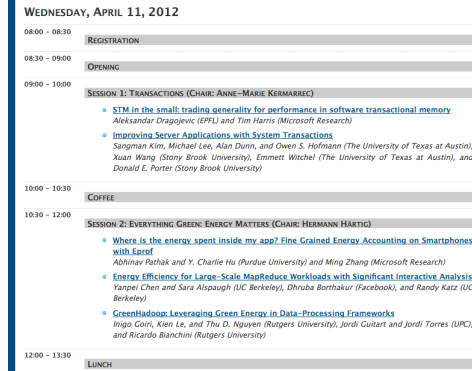 WEDNESDAY, APRIL 11, 2012
08:00 - 08:30
REGISTRATION
08:30 - 09:00
OPENING
09:00 - 10:00
SESSION 1: TRANSACTIONS (CHAIR: ANNE-MARIE KERMARREC)
STM in the small: trading generality for performance in software transactional memory
Aleksandar Dragojevic (EPFL) and Tim Harris (Microsoft Research)
Improving Server Applications with System Transactions
Sangman Kim, Michael Lee, Alan Dunn, and Owen S. Hofmann (The University of Texas at Austin),
Xuan Wang (Stony Brook University), Emmett Witchel (The University of Texas at Austin), and
Donald E. Porter (Stony Brook University)
10:00 - 10:30
COFFEE
10:30 - 12:00
SESSION 2: EVERYTHING GREEN: ENERGY MATTERS (CHAIR: HERMANN HÄRTIG)
Where is the energy spent inside my app? Fine Grained Energy Accounting on Smartphones
with Eprof
Abhinav Pathak and Y. Charlie Hu (Purdue University) and Ming Zhang (Microsoft Research)
Energy Efficiency for Large-Scale MapReduce Workloads with Significant Interactive Analysis
Yanpei Chen and Sara Alspaugh (UC Berkeley), Dhruba Borthakur (Facebook), and Randy Katz (UC
Berkeley)
GreenHadoop: Leveraging Green Energy in Data-Processing Frameworks
Inigo Goiri, Kien Le, and Thu D. Nguyen (Rutgers University), Jordi Guitart and Jordi Torres (UPC),
and Ricardo Bianchini (Rutgers University)
12:00 - 13:30
LUNCH